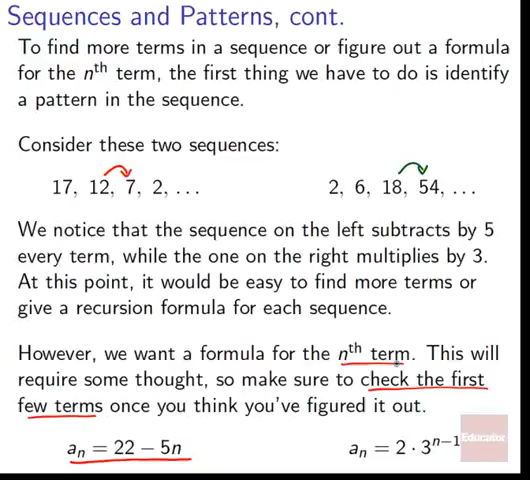 Sequences and Patterns, cont.
To find more terms in a sequence or figure out a formula
for the nᵗʰ term, the first thing we have to do is identify
a pattern in the sequence.
Consider these two sequences:
17, 12, 7, 2, ... 2, 6, 18, 54, ...
We notice that the sequence on the left subtracts by 5
every term, while the one on the right multiplies by 3.
At this point, it would be easy to find more terms or
give a recursion formula for each sequence.
However, we want a formula for the nᵗʰ term. This will
require some thought, so make sure to check the first
few terms once you think you've figured it out.
aₙ = 22 − 5n aₙ = 2 · 3ⁿ⁻¹
Educator